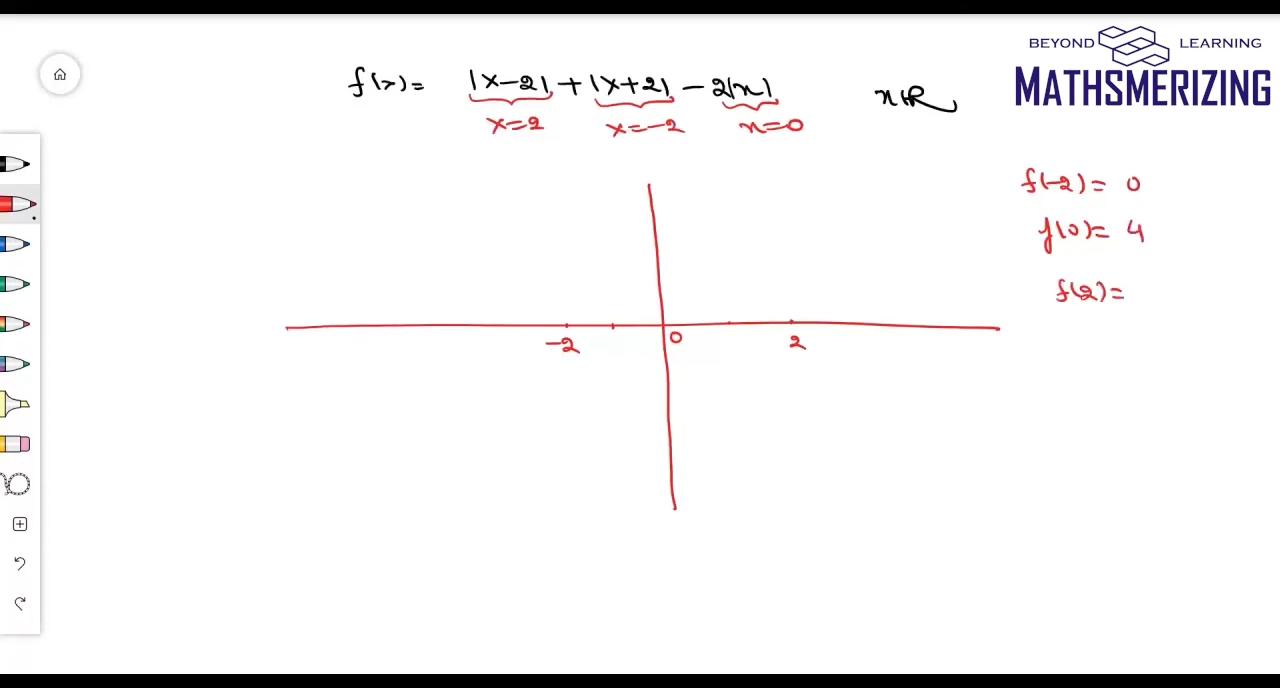 BEYOND LEARNING
MATHSMERIZING
f(x) = |x-2| + |x+2| - 2|x| x∈R
x=2 x=-2 x=0
f(-2) = 0
f(0) = 4
f(2) =
-2 0 2